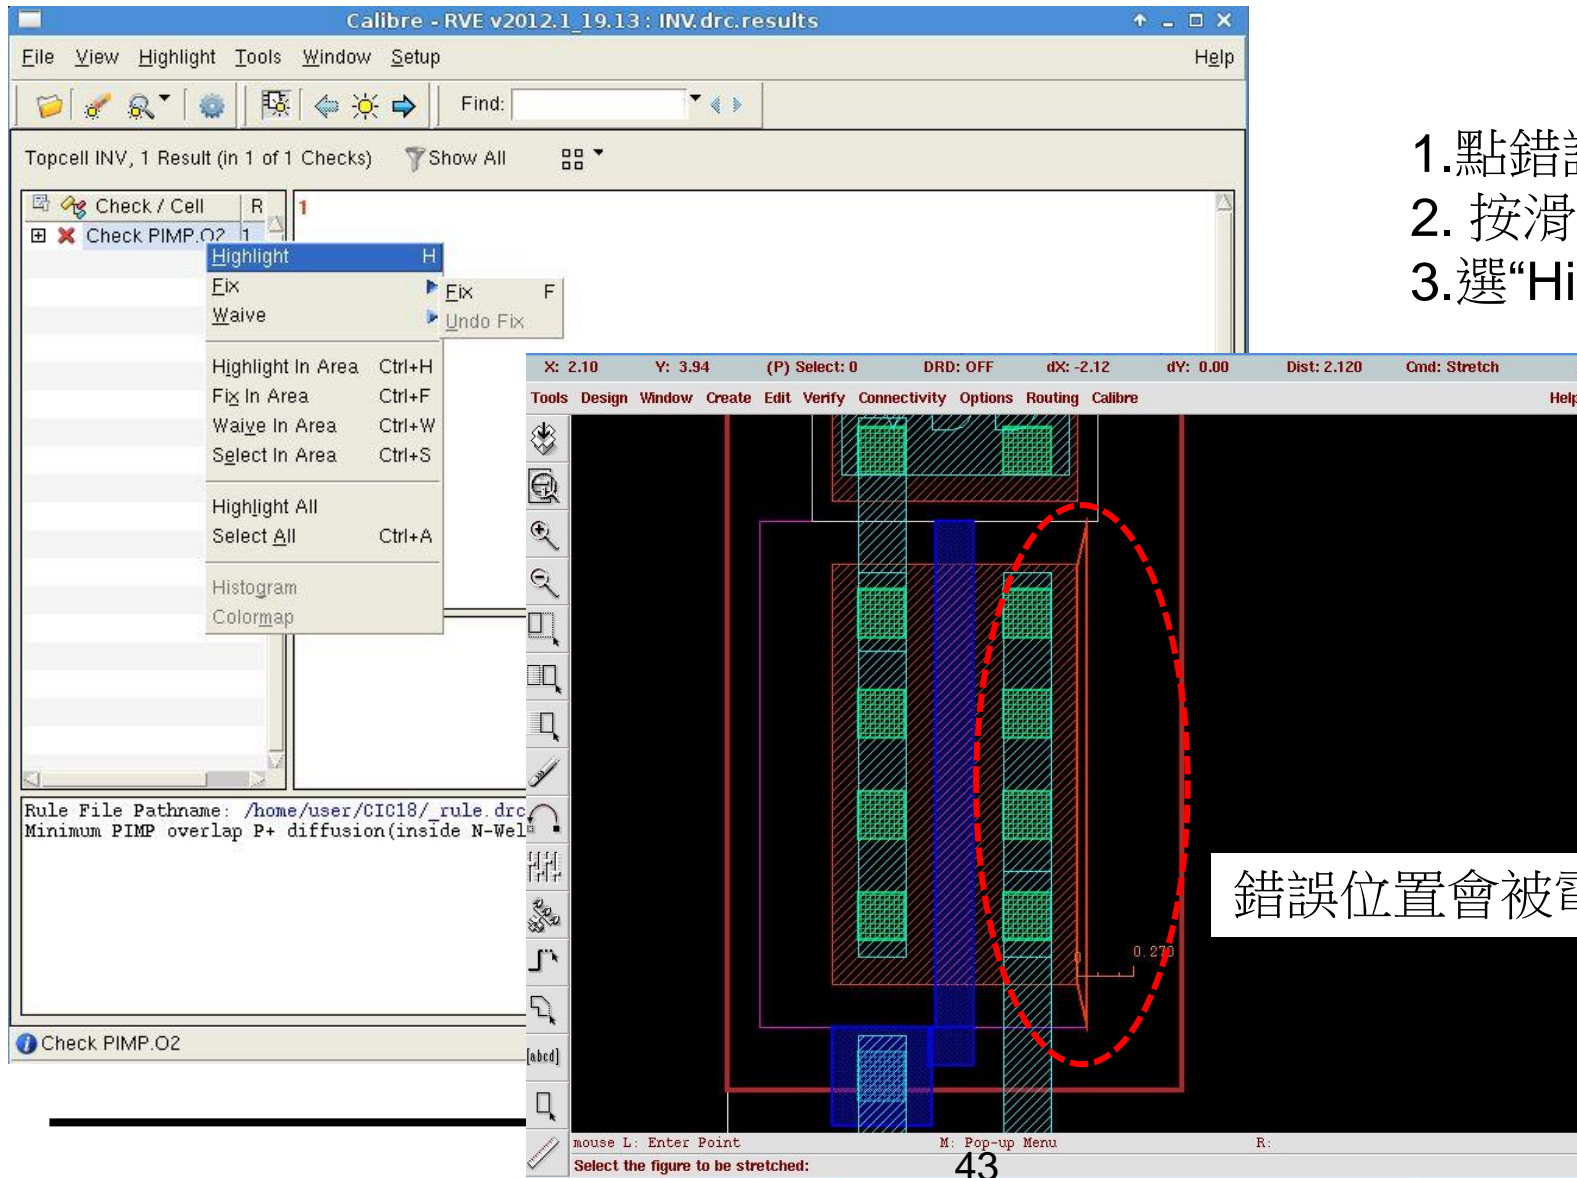 Calibre - RVE v2012.1_19.13 : INV.drc.results
File View Highlight Tools Window Setup Help
Find:
Topcell INV, 1 Result (in 1 of 1 Checks) Show All
Check / Cell R
1
Check PIMP.O2 1
Highlight H
Fix
Waive
Fix F
Undo Fix
Highlight In Area Ctrl+H
Fix In Area Ctrl+F
Waive In Area Ctrl+W
Select In Area Ctrl+S
Highlight All
Select All Ctrl+A
Histogram
Colormap
Rule File Pathname: /home/user/CIC18/_rule.drc
Minimum PIMP overlap P+ diffusion(inside N-Wel
Check PIMP.O2
1.點錯
2. 按滑
3.選“Hi
X: 2.10 Y: 3.94 (P) Select: 0 DRD: OFF dX: -2.12 dY: 0.00 Dist: 2.120 Cmd: Stretch
Tools Design Window Create Edit Verify Connectivity Options Routing Calibre Help
0 0.270
[abcd]
錯誤位置會被
mouse L: Enter Point M: Pop-up Menu R:
Select the figure to be stretched:
43